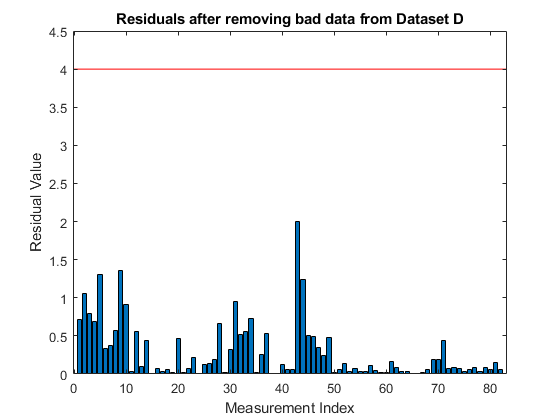 Residuals after removing bad data from Dataset D
4.5
4
3.5
3
2.5
2
1.5
1
0.5
0
Residual Value
0 10 20 30 40 50 60 70 80
Measurement Index